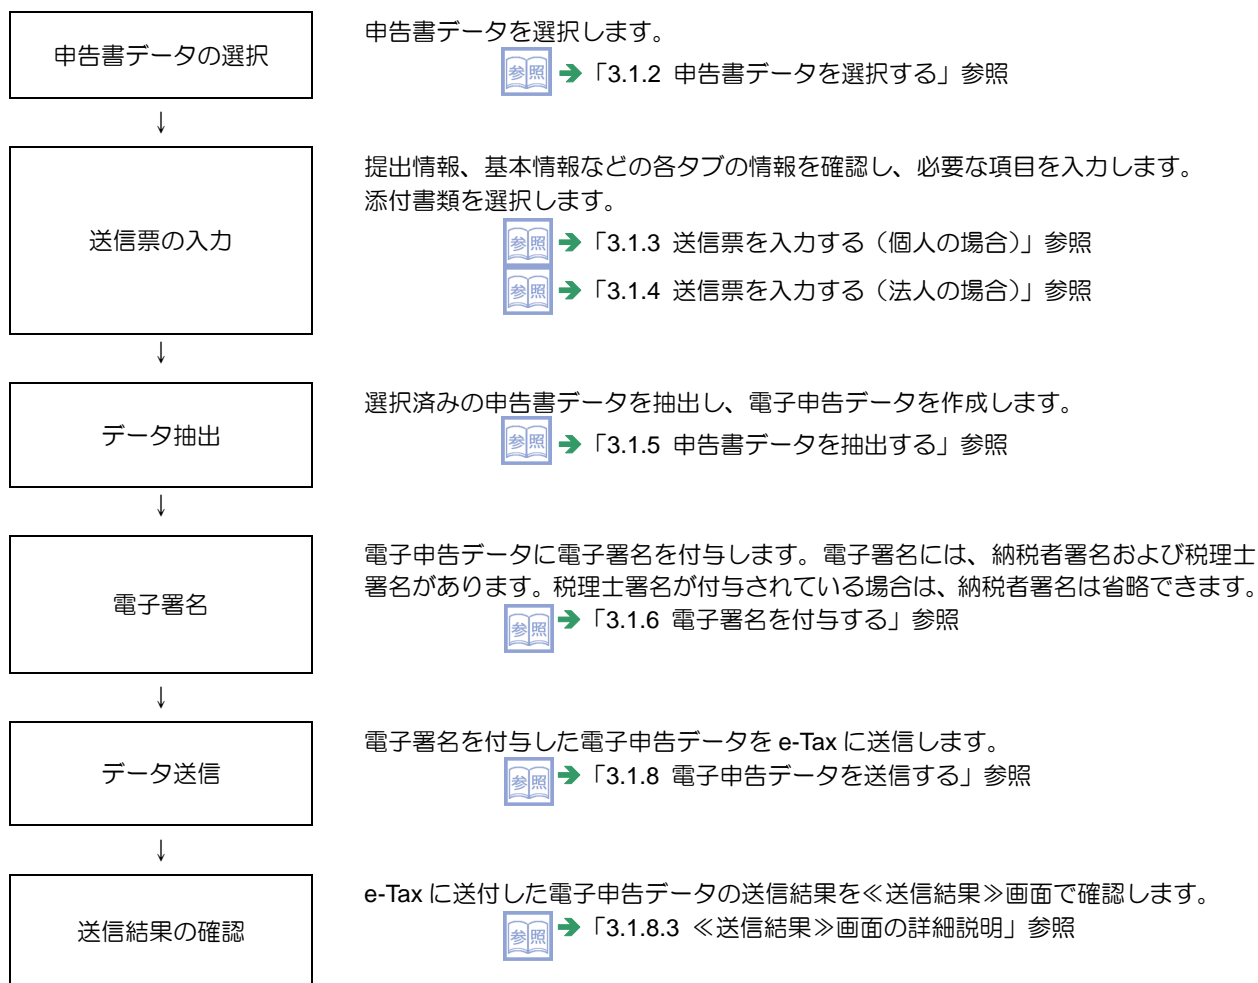 申告書データの選択
申告書データを選択します。
参照 ➔ 「3.1.2 申告書データを選択する」参照
↓
送信票の入力
提出情報、基本情報などの各タブの情報を確認し、必要な項目を入力します。
添付書類を選択します。
参照 ➔ 「3.1.3 送信票を入力する（個人の場合）」参照
参照 ➔ 「3.1.4 送信票を入力する（法人の場合）」参照
↓
データ抽出
選択済みの申告書データを抽出し、電子申告データを作成します。
参照 ➔ 「3.1.5 申告書データを抽出する」参照
↓
電子署名
電子申告データに電子署名を付与します。電子署名には、納税者署名および税理士
署名があります。税理士署名が付与されている場合は、納税者署名は省略できます。
参照 ➔ 「3.1.6 電子署名を付与する」参照
↓
データ送信
電子署名を付与した電子申告データを e-Tax に送信します。
参照 ➔ 「3.1.8 電子申告データを送信する」参照
↓
送信結果の確認
e-Tax に送付した電子申告データの送信結果を≪送信結果≫画面で確認します。
参照 ➔ 「3.1.8.3 ≪送信結果≫画面の詳細説明」参照